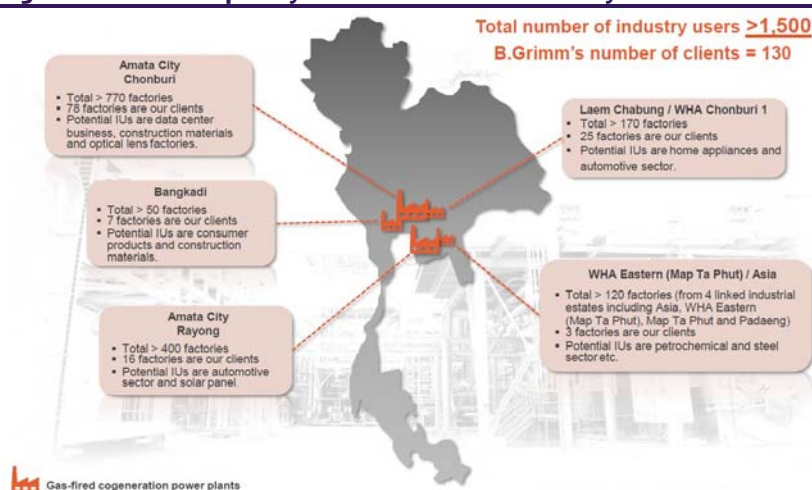 Total number of industry users >1,500
B.Grimm's number of clients = 130
Amata City
Chonburi
• Total > 770 factories
• 78 factories are our clients
• Potential IUs are data center
business, construction materials
and optical lens factories.
Laem Chabung / WHA Chonburi 1
• Total > 170 factories
• 25 factories are our clients
• Potential IUs are home appliances and
automotive sector.
Bangkadi
• Total > 50 factories
• 7 factories are our clients
• Potential IUs are consumer
products and construction
materials.
WHA Eastern (Map Ta Phut) / Asia
• Total > 120 factories (from 4 linked industrial
estates including Asia, WHA Eastern
(Map Ta Phut), Map Ta Phut and Padaeng)
• 3 factories are our clients
• Potential IUs are petrochemical and steel
sector etc.
Amata City
Rayong
• Total > 400 factories
• 16 factories are our clients
• Potential IUs are automotive
sector and solar panel.
Gas-fired cogeneration power plants